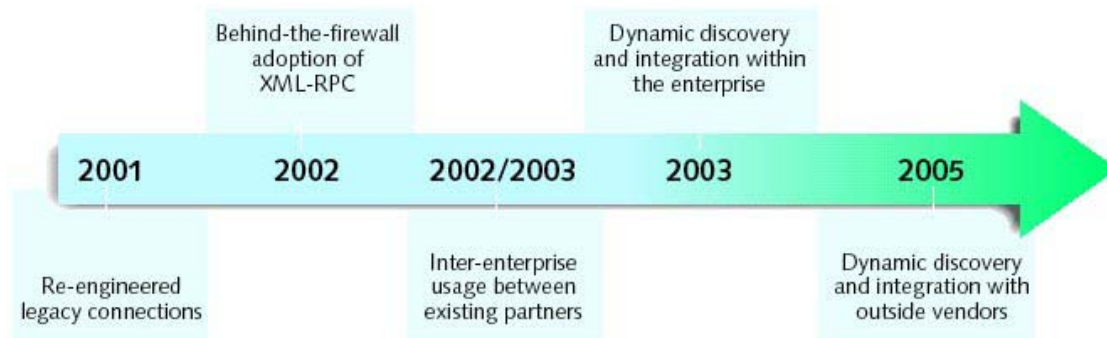 Behind-the-firewall
adoption of
XML-RPC
Dynamic discovery
and integration within
the enterprise
2001
2002
2002/2003
2003
2005
Re-engineered
legacy connections
Inter-enterprise
usage between
existing partners
Dynamic discovery
and integration with
outside vendors